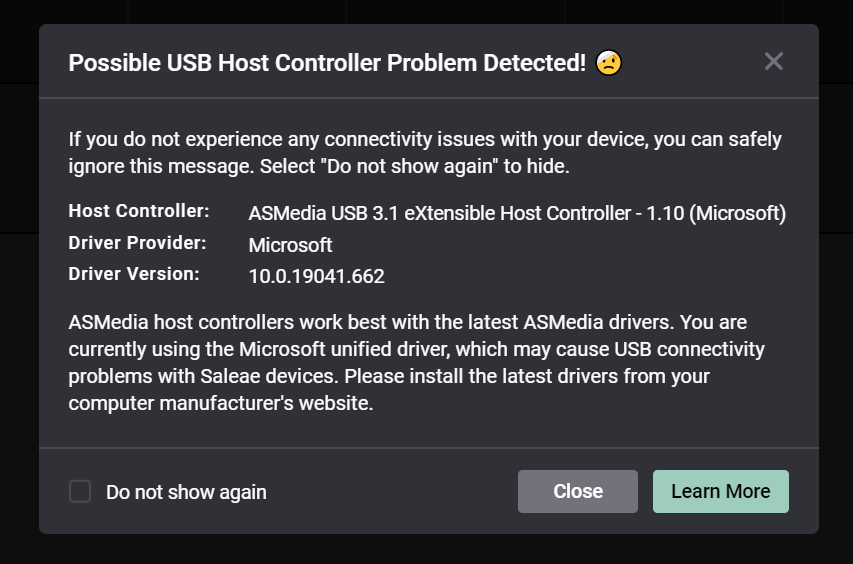 Possible USB Host Controller Problem Detected! 🤕
If you do not experience any connectivity issues with your device, you can safely
ignore this message. Select "Do not show again" to hide.
Host Controller: ASMedia USB 3.1 eXtensible Host Controller - 1.10 (Microsoft)
Driver Provider: Microsoft
Driver Version: 10.0.19041.662
ASMedia host controllers work best with the latest ASMedia drivers. You are
currently using the Microsoft unified driver, which may cause USB connectivity
problems with Saleae devices. Please install the latest drivers from your
computer manufacturer's website.
Do not show again Close Learn More